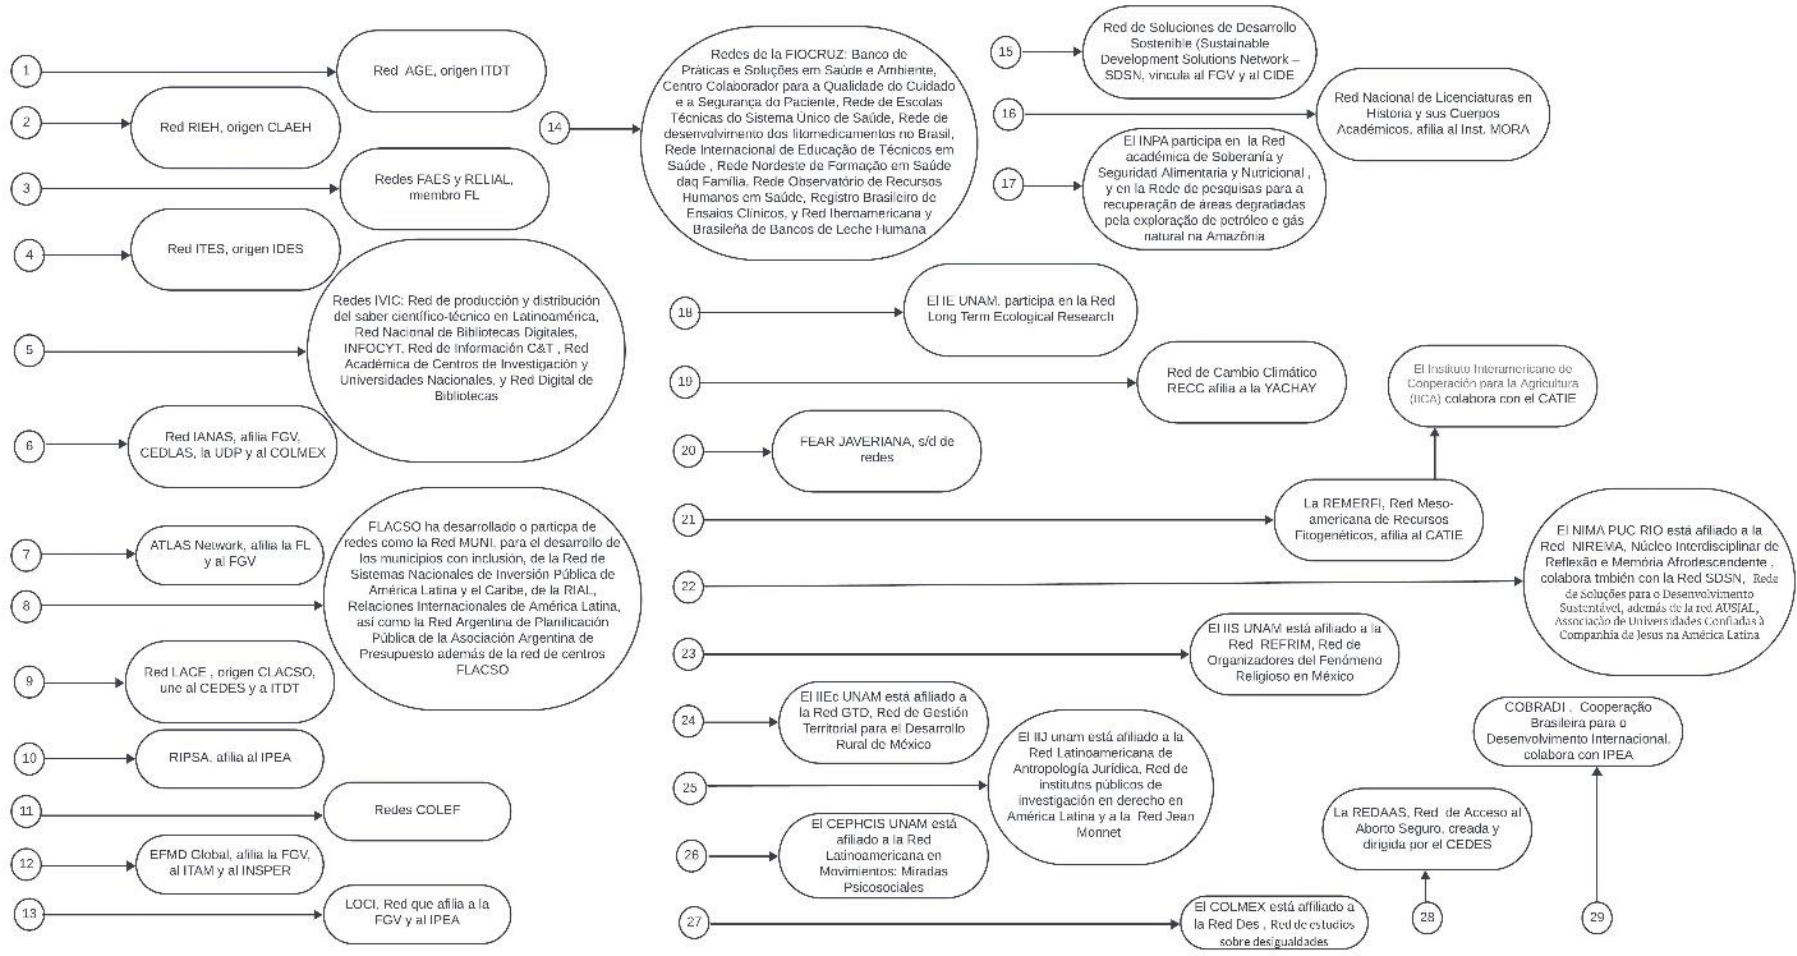 1
Red AGE, origen ITDT
2
Red RIEH, origen CLAEH
3
Redes FAES y RELIAL,
miembro FL
4
Red ITES, origen IDES
5
Redes IVIC: Red de producción y distribución
del saber científico-técnico en Latinoamérica,
Red Nacional de Bibliotecas Digitales,
INFOCYT, Red de Información C&T , Red
Académica de Centros de Investigación y
Universidades Nacionales, y Red Digital de
Bibliotecas
6
Red IANAS, afilia FGV,
CEDLAS, la UDP y al COLMEX
7
ATLAS Network, afilia la FL
y al FGV
8
FLACSO ha desarrollado o particpa de
redes como la Red MUNI, para el desarrollo de
los municipios con inclusión, de la Red de
Sistemas Nacionales de Inversión Pública de
América Latina y el Caribe, de la RIAL,
Relaciones Internacionales de América Latina,
así como la Red Argentina de Planificación
Pública de la Asociación Argentina de
Presupuesto además de la red de centros
FLACSO
9
Red LACE , origen CLACSO,
une al CEDES y a ITDT
10
RIPSA, afilia al IPEA
11
Redes COLEF
12
EFMD Global, afilia la FGV,
al ITAM y al INSPER
13
LOCI, Red que afilia a la
FGV y al IPEA
14
Redes de la FIOCRUZ: Banco de
Práticas e Soluções em Saúde e Ambiente,
Centro Colaborador para a Qualidade do Cuidado
e a Segurança do Paciente, Rede de Escolas
Técnicas do Sistema Único de Saúde, Rede de
desenvolvimento dos fitomedicamentos no Brasil,
Rede Internacional de Educação de Técnicos em
Saúde , Rede Nordeste de Formação em Saúde
daq Família, Rede Observatório de Recursos
Humanos em Saúde, Registro Brasileiro de
Ensaios Clínicos, y Red Iberoamericana y
Brasileña de Bancos de Leche Humana
15
Red de Soluciones de Desarrollo
Sostenible (Sustainable
Development Solutions Network –
SDSN, vincula al FGV y al CIDE
16
Red Nacional de Licenciaturas en
Historia y sus Cuerpos
Académicos, afilia al Inst. MORA
17
El INPA participa en la Red
académica de Soberanía y
Seguridad Alimentaria y Nutricional ,
y en la Rede de pesquisas para a
recuperação de áreas degradadas
pela exploração de petróleo e gás
natural na Amazônia
18
El IE UNAM, participa en la Red
Long Term Ecological Research
19
Red de Cambio Climático
RECC afilia a la YACHAY
20
FEAR JAVERIANA, s/d de
redes
El Instituto Interamericano de
Cooperación para la Agricultura
(IICA) colabora con el CATIE
21
La REMERFI, Red Meso-
americana de Recursos
Fitogenéticos, afilia al CATIE
22
El NIMA PUC RIO está afiliado a la
Red NIREMA, Núcleo Interdisciplinar de
Reflexão e Memória Afrodescendente ,
colabora tmbién con la Red SDSN, Rede
de Soluções para o Desenvolvimento
Sustentável, además de la red AUSJAL,
Associação de Universidades Confiadas à
Companhia de Jesus na América Latina
23
El IIS UNAM está afiliado a la
Red REFRIM, Red de
Organizadores del Fenómeno
Religioso en México
24
El IIEc UNAM está afiliado a
la Red GTD, Red de Gestión
Territorial para el Desarrollo
Rural de México
25
El IIJ unam está afiliado a la
Red Latinoamericana de
Antropología Jurídica, Red de
institutos públicos de
investigación en derecho en
América Latina y a la Red Jean
Monnet
26
El CEPHCIS UNAM está
afiliado a la Red
Latinoamericana en
Movimientos: Miradas
Psicosociales
27
El COLMEX está affiliado a
la Red Des , Red de estudios
sobre desigualdades
La REDAAS, Red de Acceso al
Aborto Seguro, creada y
dirigida por el CEDES
28
COBRADI , Cooperação
Brasileira para o
Desenvolvimento Internacional,
colabora con IPEA
29